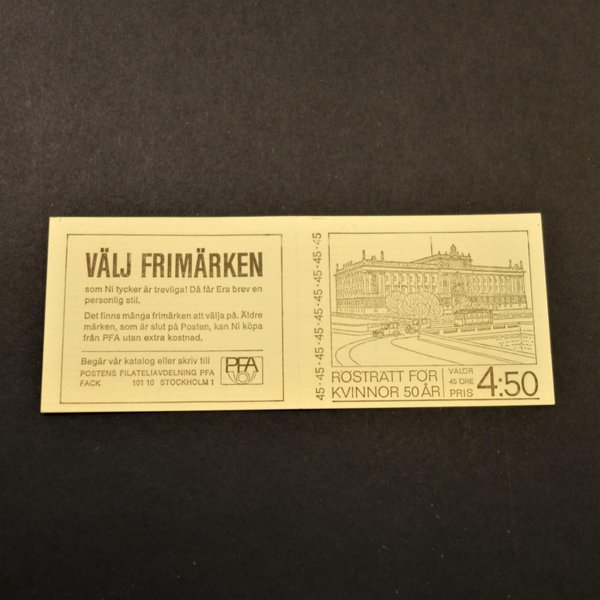 VÄLJ FRIMÄRKEN
som Ni tycker är trevliga! Då får Era brev en
personlig stil.
Det finns många frimärken att välja på. Äldre
märken, som är slut på Posten, kan Ni köpa
från PFA utan extra kostnad.
Begär vår katalog eller skriv till
POSTENS FILATELIAVDELNING PFA
FACK 101 10 STOCKHOLM 1
PFA
45·45·45·45·45·45·45·45
RÖSTRÄTT FÖR
KVINNOR 50 ÅR
VALÖR
45 ÖRE
PRIS
4:50